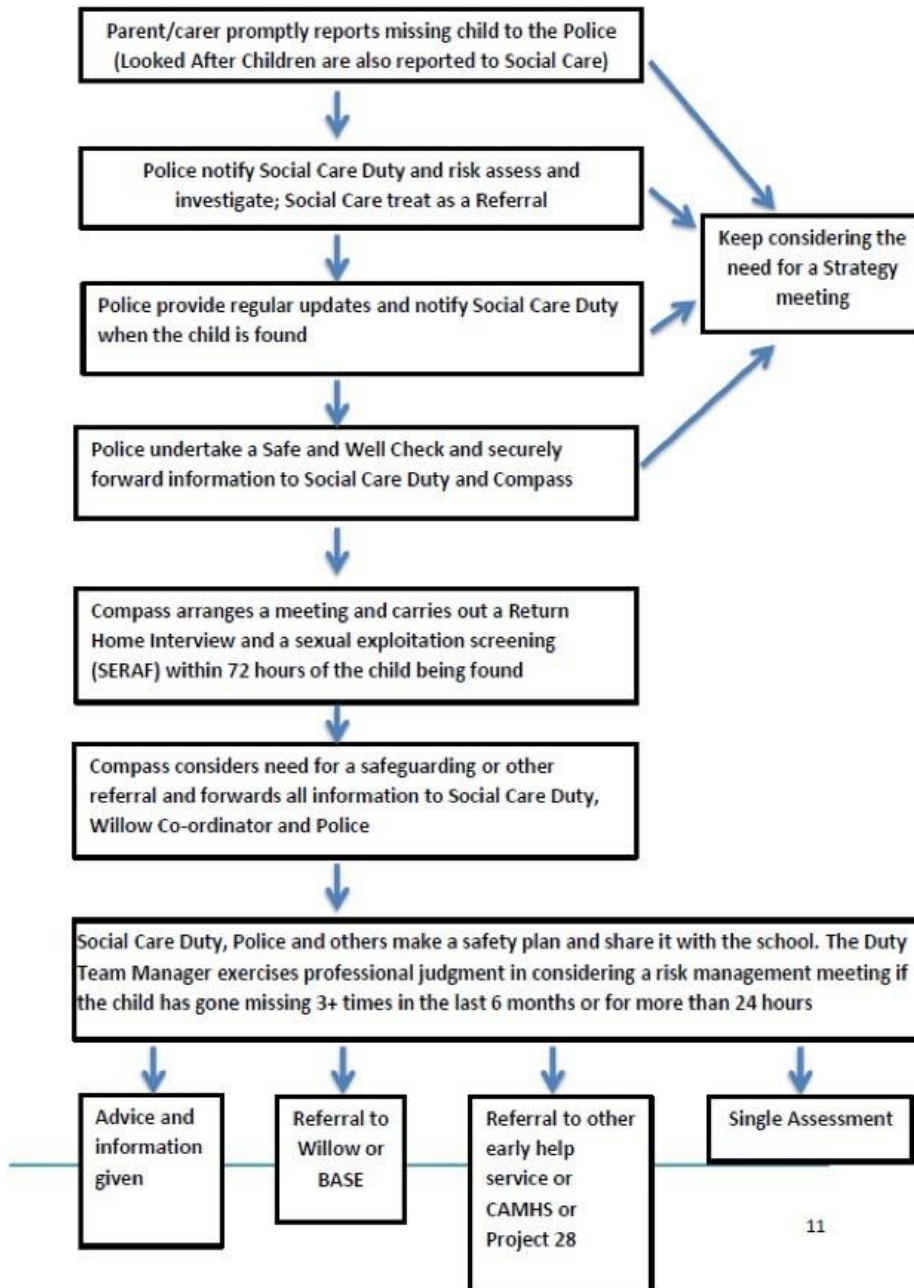 Parent/carer promptly reports missing child to the Police
(Looked After Children are also reported to Social Care)
Police notify Social Care Duty and risk assess and
investigate; Social Care treat as a Referral
Keep considering the
need for a Strategy
meeting
Police provide regular updates and notify Social Care Duty
when the child is found
Police undertake a Safe and Well Check and securely
forward information to Social Care Duty and Compass
Compass arranges a meeting and carries out a Return
Home Interview and a sexual exploitation screening
(SERAF) within 72 hours of the child being found
Compass considers need for a safeguarding or other
referral and forwards all information to Social Care Duty,
Willow Co-ordinator and Police
Social Care Duty, Police and others make a safety plan and share it with the school. The Duty
Team Manager exercises professional judgment in considering a risk management meeting if
the child has gone missing 3+ times in the last 6 months or for more than 24 hours
Advice and
information
given
Referral to
Willow or
BASE
Referral to other
early help
service or
CAMHS or
Project 28
Single Assessment
11